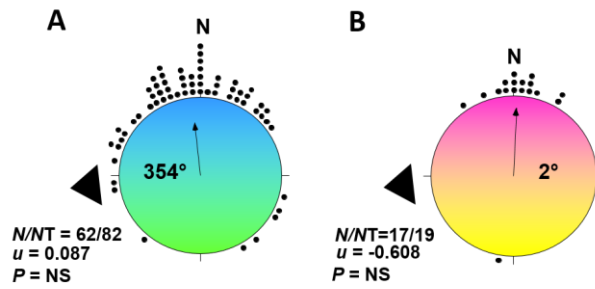 A
N
354°
N/NT = 62/82
u = 0.087
P = NS
B
N
2°
N/NT=17/19
u = -0.608
P = NS